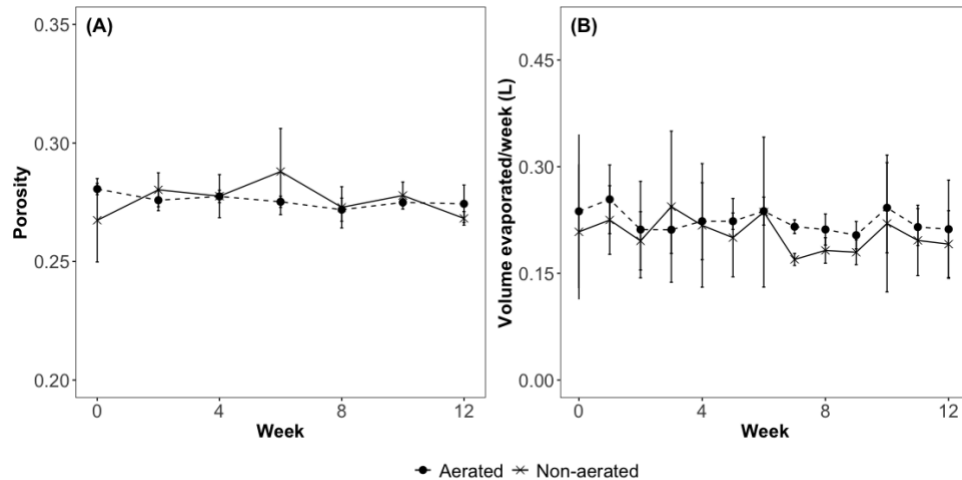 (A)
0.35
0.30
0.25
0.20
Porosity
0
4
8
12
Week
(B)
0.45
0.30
0.15
0.00
Volume evaporated/week (L)
0
4
8
12
Week
Aerated Non-aerated